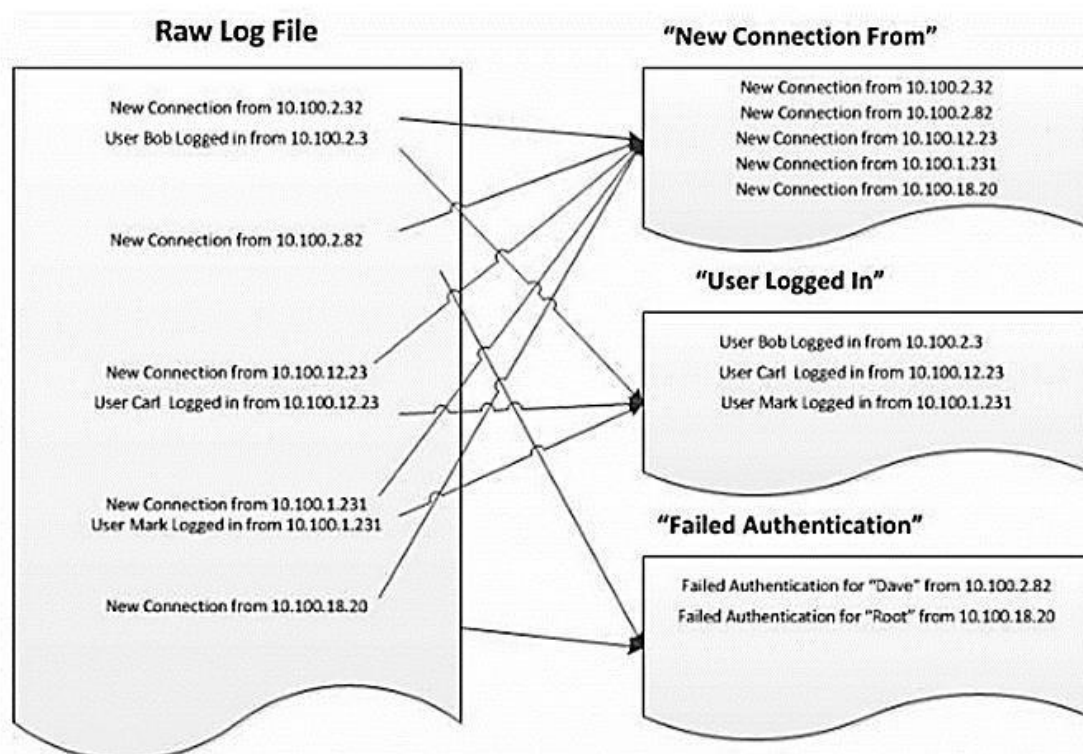 Raw Log File
New Connection from 10.100.2.32
User Bob Logged in from 10.100.2.3
New Connection from 10.100.2.82
New Connection from 10.100.12.23
User Carl Logged in from 10.100.12.23
New Connection from 10.100.1.231
User Mark Logged in from 10.100.1.231
New Connection from 10.100.18.20
“New Connection From”
New Connection from 10.100.2.32
New Connection from 10.100.2.82
New Connection from 10.100.12.23
New Connection from 10.100.1.231
New Connection from 10.100.18.20
“User Logged In”
User Bob Logged in from 10.100.2.3
User Carl Logged in from 10.100.12.23
User Mark Logged in from 10.100.1.231
“Failed Authentication”
Failed Authentication for “Dave” from 10.100.2.82
Failed Authentication for “Root” from 10.100.18.20